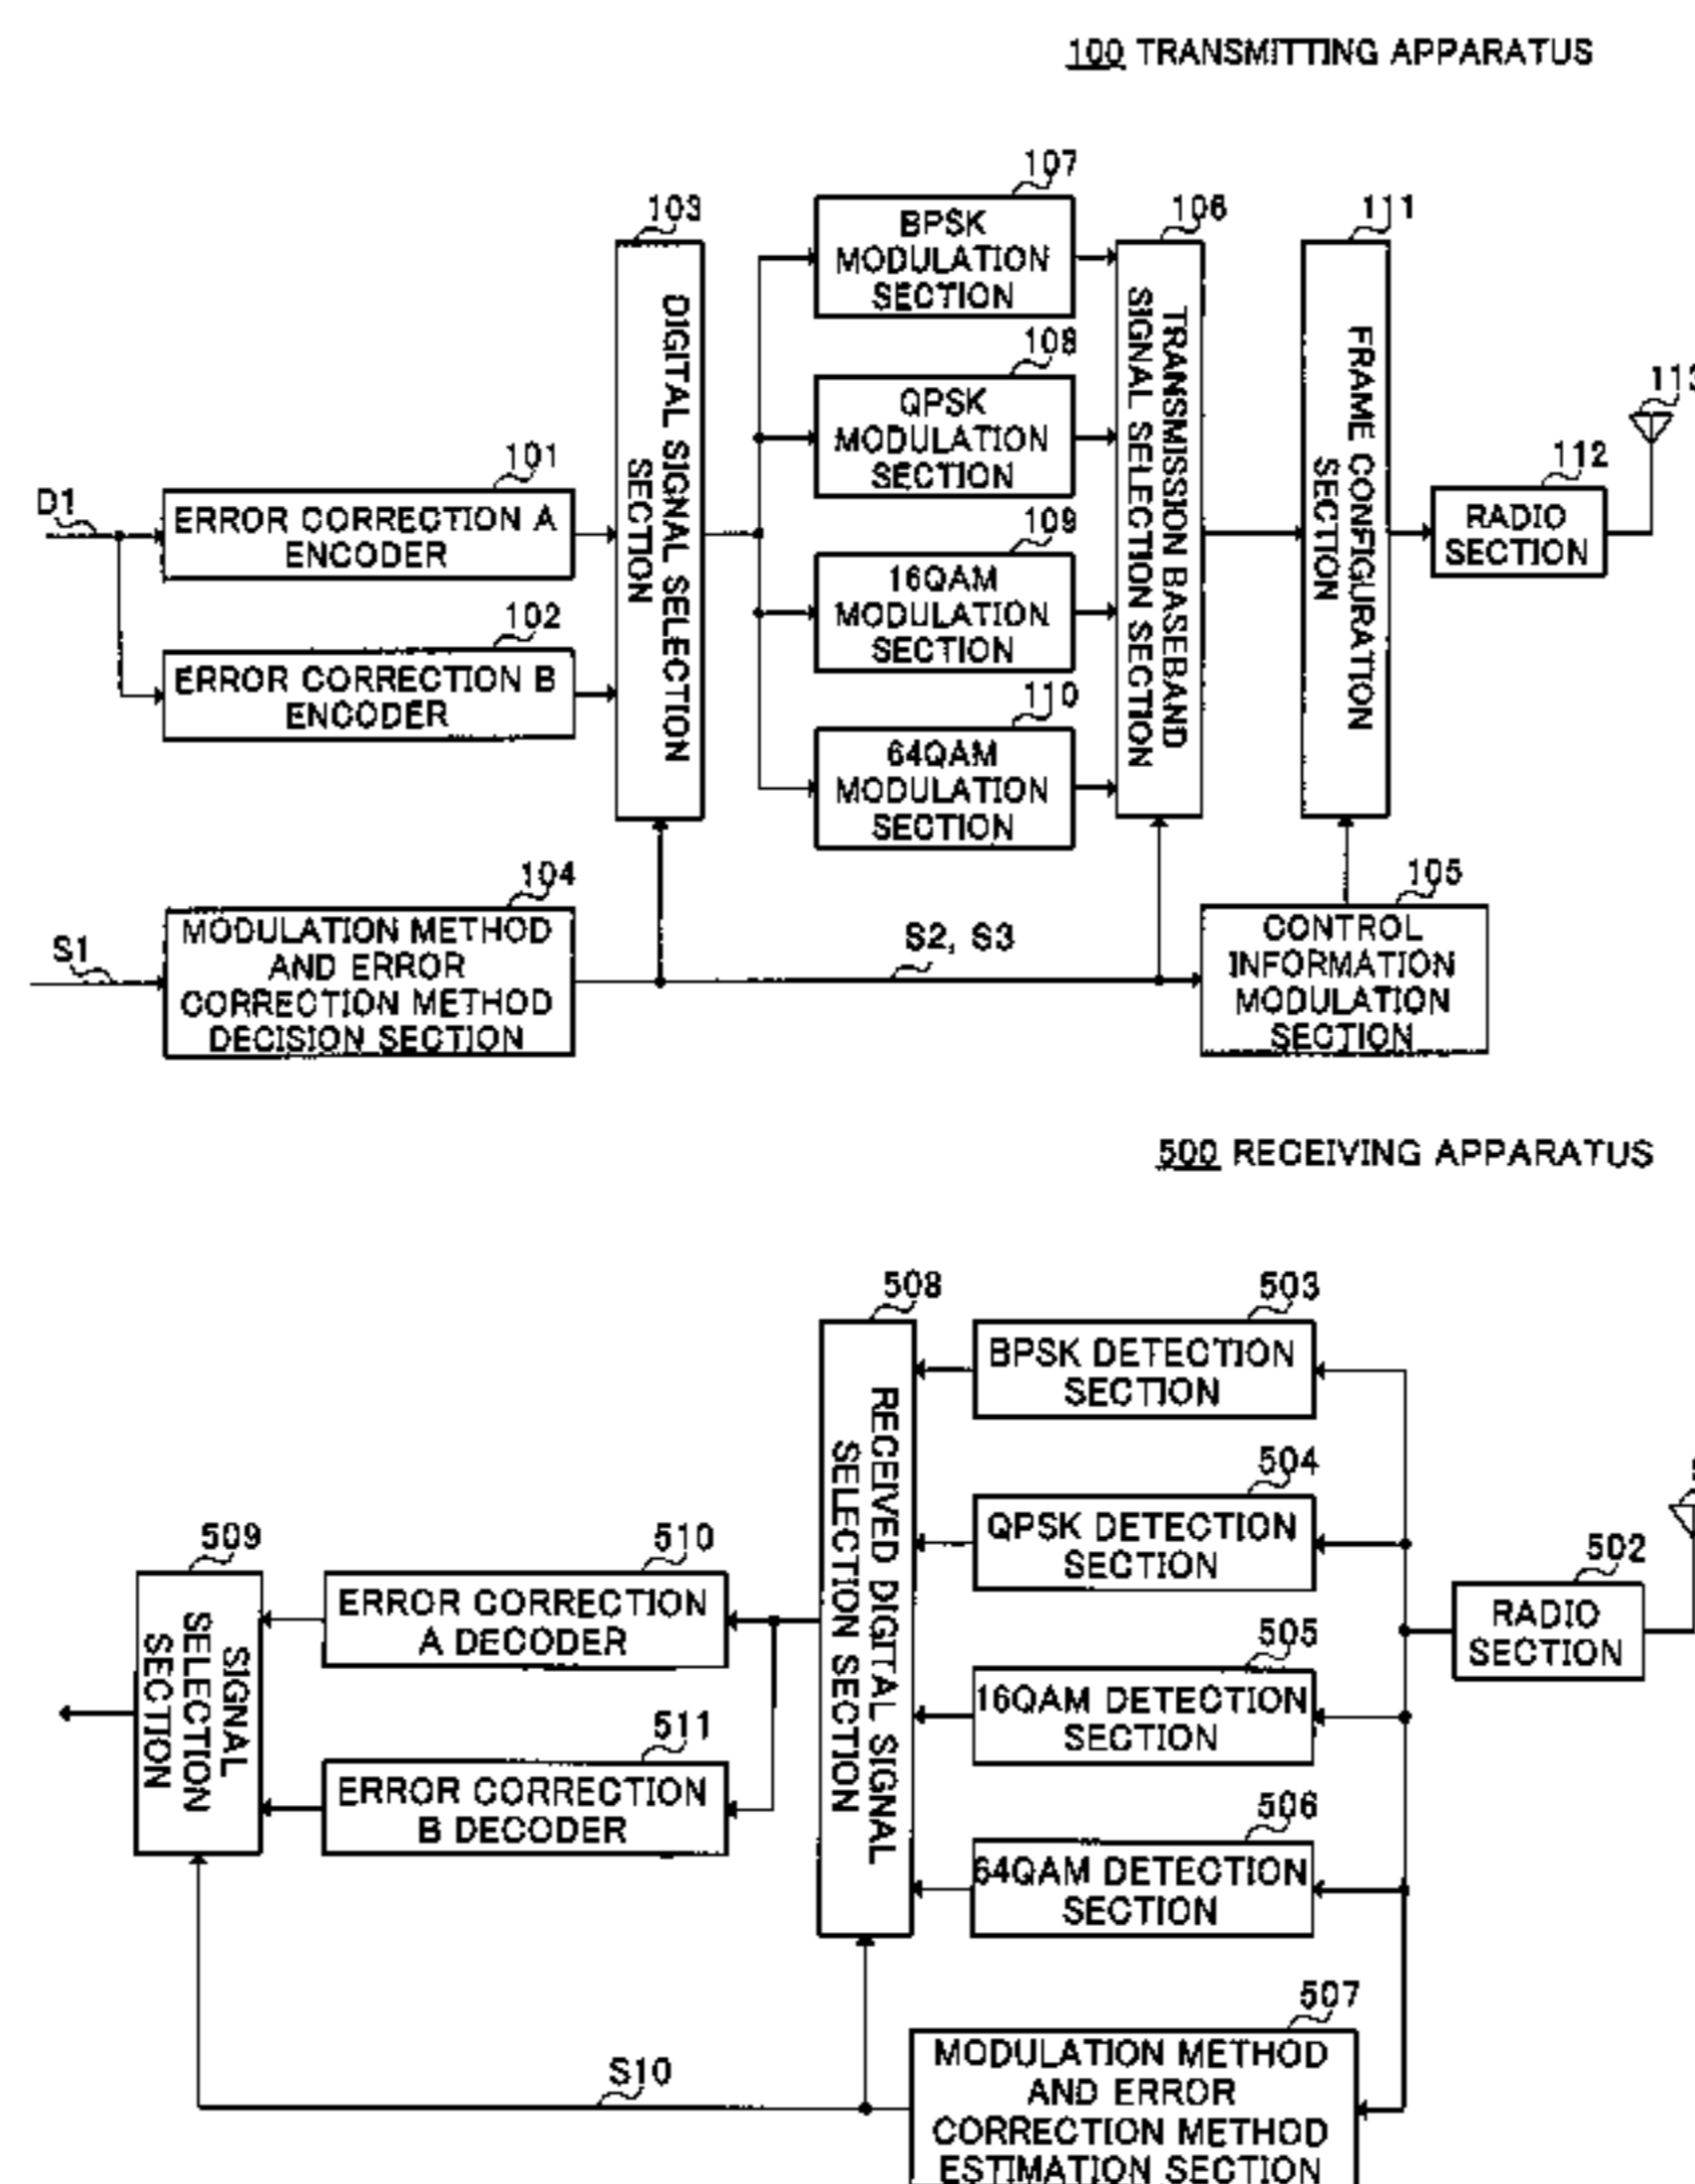 100 TRANSMITTING APPARATUS
107
103
106
111
BPSK
MODULATION
SECTION
108
QPSK
MODULATION
SECTION
109
16QAM
MODULATION
SECTION
110
64QAM
MODULATION
SECTION
DIGITAL SIGNAL SELECTION
SECTION
TRANSMISSION BASEBAND
SIGNAL SELECTION SECTION
FRAME CONFIGURATION
SECTION
113
112
RADIO
SECTION
D1
101
ERROR CORRECTION A
ENCODER
102
ERROR CORRECTION B
ENCODER
104
S1
MODULATION METHOD
AND ERROR
CORRECTION METHOD
DECISION SECTION
S2, S3
105
CONTROL
INFORMATION
MODULATION
SECTION
500 RECEIVING APPARATUS
508
503
BPSK DETECTION
SECTION
504
QPSK DETECTION
SECTION
505
16QAM DETECTION
SECTION
506
64QAM DETECTION
SECTION
RECEIVED DIGITAL SIGNAL
SELECTION SECTION
502
RADIO
SECTION
509
SIGNAL
SELECTION
SECTION
510
ERROR CORRECTION
A DECODER
511
ERROR CORRECTION
B DECODER
507
S10
MODULATION METHOD
AND ERROR
CORRECTION METHOD
ESTIMATION SECTION